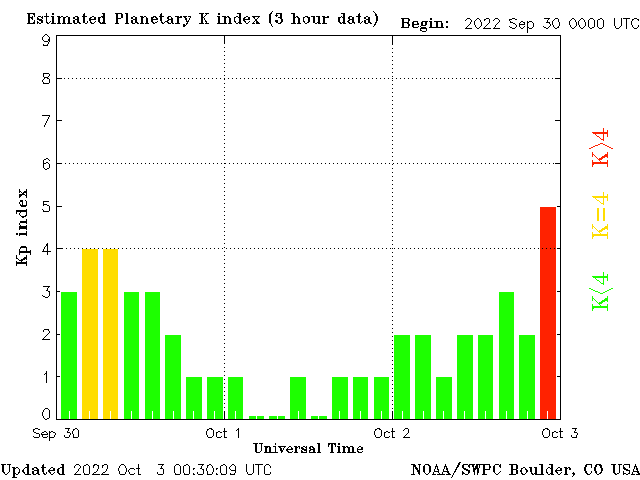 Estimated Planetary K index (3 hour data) Begin: 2022 Sep 30 0000 UTC
9
8
7
6
5
4
3
2
1
0
Kp index
K>4
K=4
K<4
Sep 30 Oct 1 Oct 2 Oct 3
Universal Time
Updated 2022 Oct 3 00:30:09 UTC NOAA/SWPC Boulder, CO USA